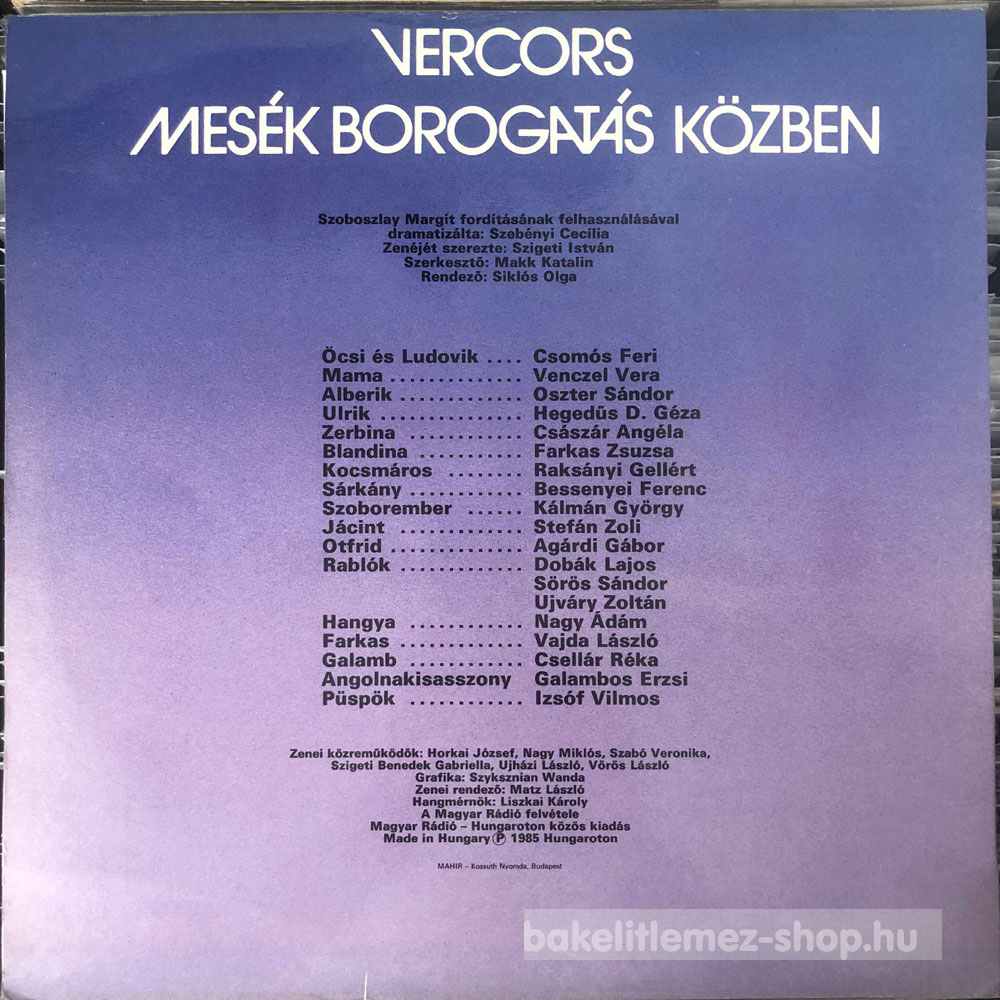 VERCORS
MESÉK BOROGATÁS KÖZBEN
Szoboszlay Margit fordításának felhasználásával
dramatizálta: Szebényi Cecília
Zenéjét szerezte: Szigeti István
Szerkesztő: Makk Katalin
Rendező: Siklós Olga
Öcsi és Ludovik .... Csomós Feri
Mama ............. Venczel Vera
Alberik ............. Oszter Sándor
Ulrik .............. Hegedűs D. Géza
Zerbina ........... Császár Angéla
Blandina .......... Farkas Zsuzsa
Kocsmáros ....... Raksányi Gellért
Sárkány ........... Bessenyei Ferenc
Szoborember ...... Kálmán György
Jácint ............ Stefán Zoli
Otfrid ............. Agárdi Gábor
Rablók ............ Dobák Lajos
Sörös Sándor
Ujváry Zoltán
Hangya ........... Nagy Ádám
Farkas ............ Vajda László
Galamb ........... Csellár Réka
Angolnakisasszony Galambos Erzsi
Püspök ........... Izsóf Vilmos
Zenei közreműködők: Horkai József, Nagy Miklós, Szabó Veronika,
Szigeti Benedek Gabriella, Ujházi László, Vörös László
Grafika: Szyksznian Wanda
Zenei rendező: Matz László
Hangmérnök: Liszkai Károly
A Magyar Rádió felvétele
Magyar Rádió – Hungaroton közös kiadás
Made in Hungary Ⓟ 1985 Hungaroton
MAHIR – Kossuth Nyomda, Budapest
bakelitlemez-shop.hu